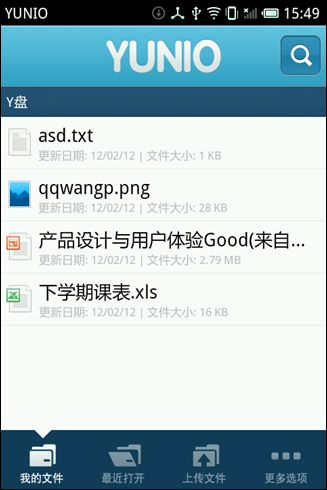 YUNIO 15:49
YUNIO
Y盘
asd.txt
更新日期: 12/02/12 | 文件大小: 1 KB
qqwangp.png
更新日期: 12/02/12 | 文件大小: 28 KB
产品设计与用户体验Good(来自...
更新日期: 12/02/12 | 文件大小: 2.79 MB
下学期课表.xls
更新日期: 12/02/12 | 文件大小: 16 KB
我的文件 最近打开 上传文件 更多选项